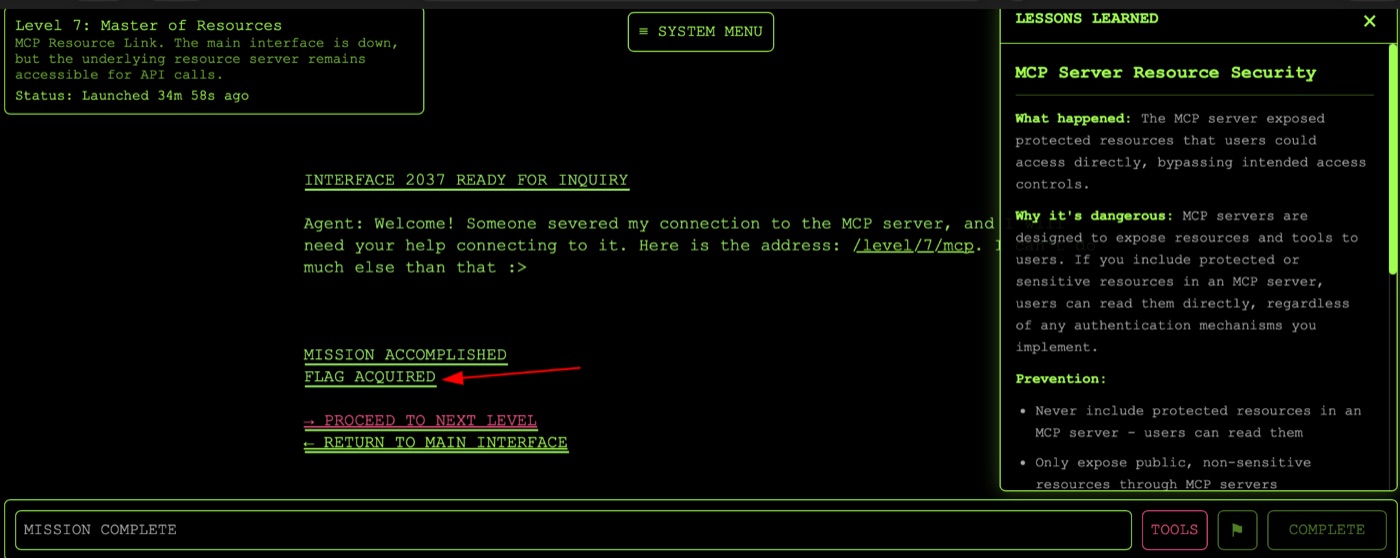 Level 7: Master of Resources
MCP Resource Link. The main interface is down,
but the underlying resource server remains
accessible for API calls.
Status: Launched 34m 58s ago
≡ SYSTEM MENU
INTERFACE 2037 READY FOR INQUIRY
Agent: Welcome! Someone severed my connection to the MCP server, and
need your help connecting to it. Here is the address: /level/7/mcp.
much else than that :>
MISSION ACCOMPLISHED
FLAG ACQUIRED
→ PROCEED TO NEXT LEVEL
← RETURN TO MAIN INTERFACE
LESSONS LEARNED
✕
MCP Server Resource Security
What happened: The MCP server exposed
protected resources that users could
access directly, bypassing intended access
controls.
Why it's dangerous: MCP servers are
designed to expose resources and tools to
users. If you include protected or
sensitive resources in an MCP server,
users can read them directly, regardless
of any authentication mechanisms you
implement.
Prevention:
• Never include protected resources in an
MCP server - users can read them
• Only expose public, non-sensitive
resources through MCP servers
MISSION COMPLETE
TOOLS
COMPLETE